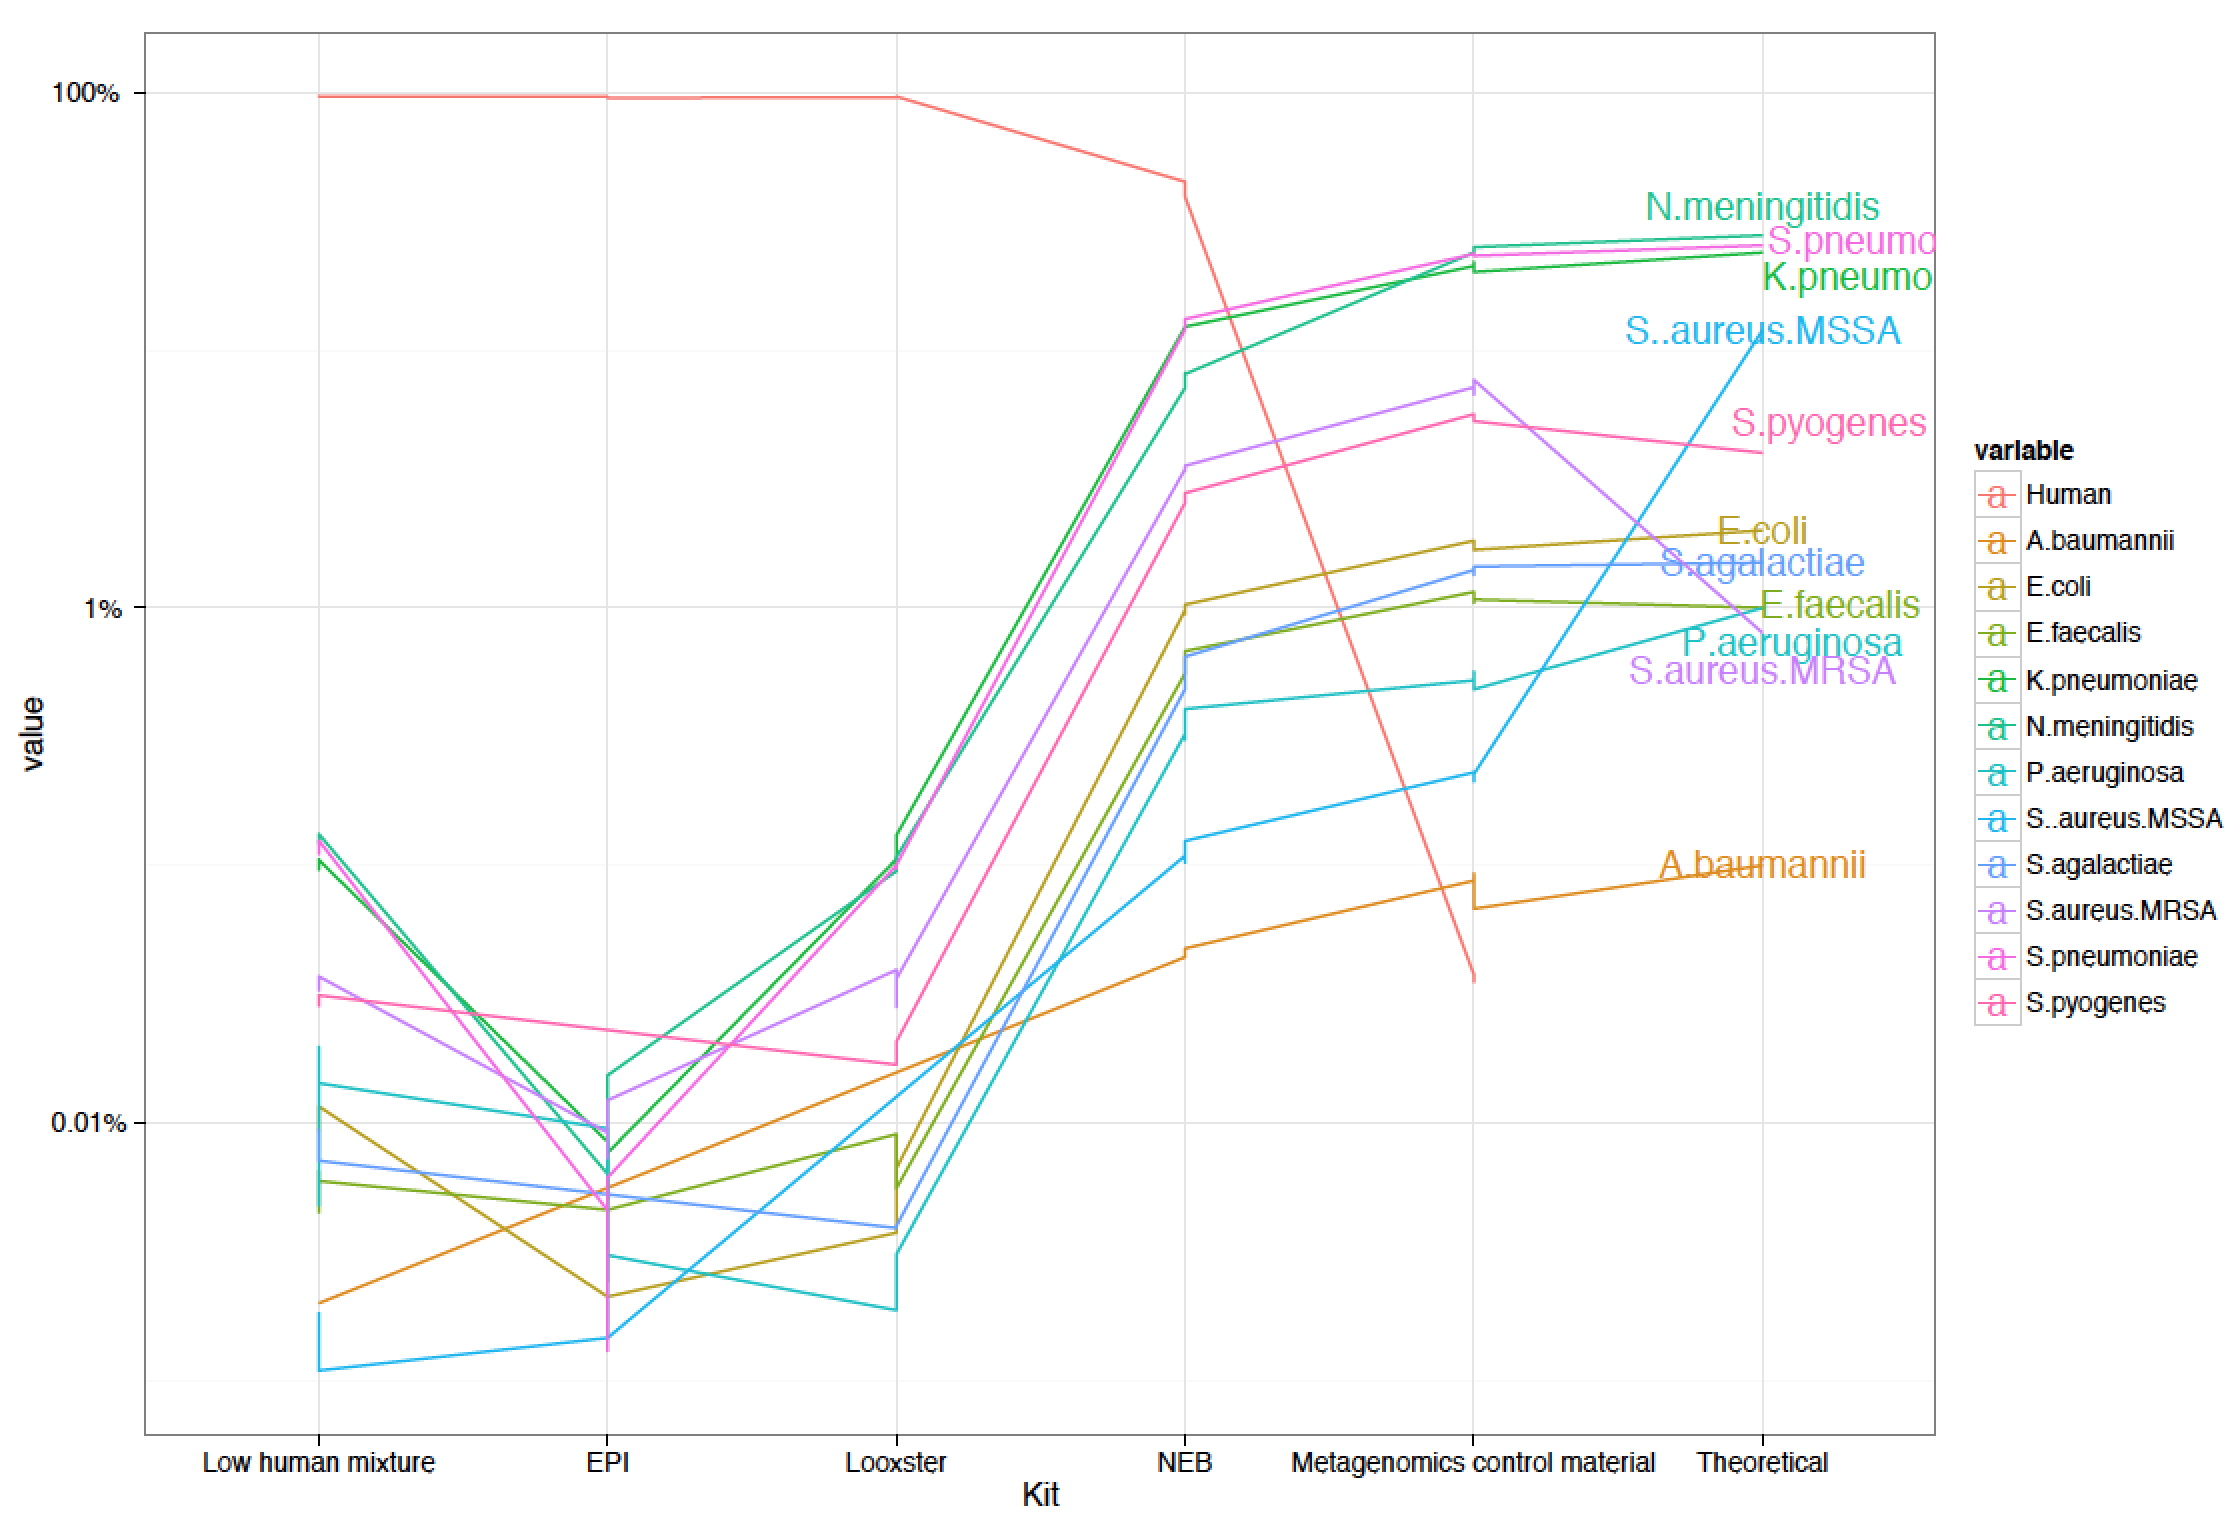 100%
1%
0.01%
value
N.meningitidis
S.pneumo
K.pneumo
S..aureus.MSSA
S.pyogenes
E.coli
S.agalactiae
E.faecalis
P.aeruginosa
S.aureus.MRSA
A.baumannii
Low human mixture
EPI
Looxster
NEB
Metagenomics control material
Theoretical
Kit
variable
a Human
a A.baumannii
a E.coli
a E.faecalis
a K.pneumoniae
a N.meningitidis
a P.aeruginosa
a S..aureus.MSSA
a S.agalactiae
a S.aureus.MRSA
a S.pneumoniae
a S.pyogenes